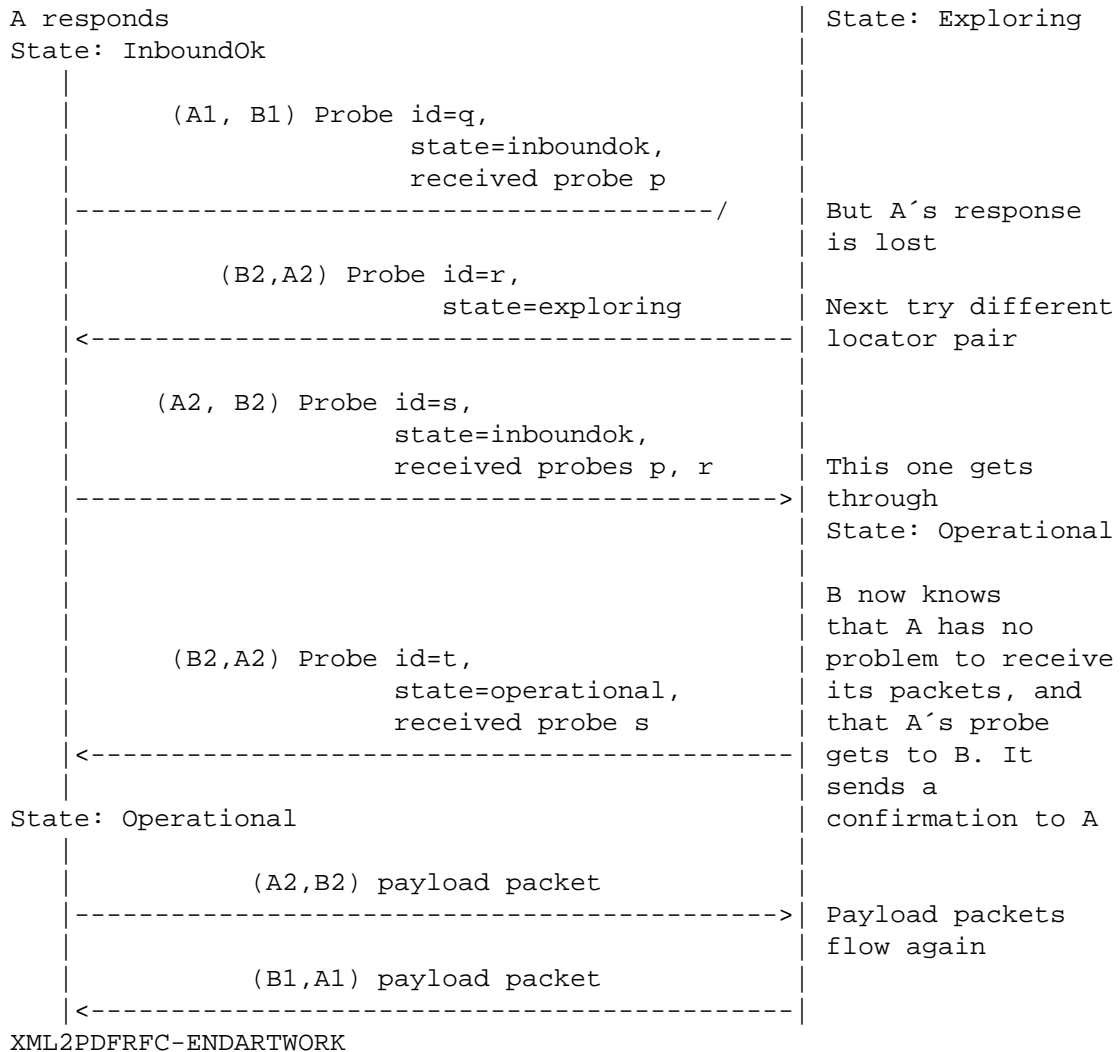 A responds | State: Exploring
State: InboundOk |
| |
| (A1, B1) Probe id=q, |
| state=inboundok, |
| received probe p |
|----------------------------------------/ | But A´s response
| | is lost
| (B2,A2) Probe id=r, |
| state=exploring | Next try different
|<--------------------------------------------| locator pair
| |
| (A2, B2) Probe id=s, |
| state=inboundok, |
| received probes p, r | This one gets
|-------------------------------------------->| through
| | State: Operational
| |
| | B now knows
| | that A has no
| (B2,A2) Probe id=t, | problem to receive
| state=operational, | its packets, and
| received probe s | that A´s probe
|<--------------------------------------------| gets to B. It
| | sends a
State: Operational | confirmation to A
| |
| (A2,B2) payload packet |
|-------------------------------------------->| Payload packets
| | flow again
| (B1,A1) payload packet |
|<--------------------------------------------|
XML2PDFRFC-ENDARTWORK